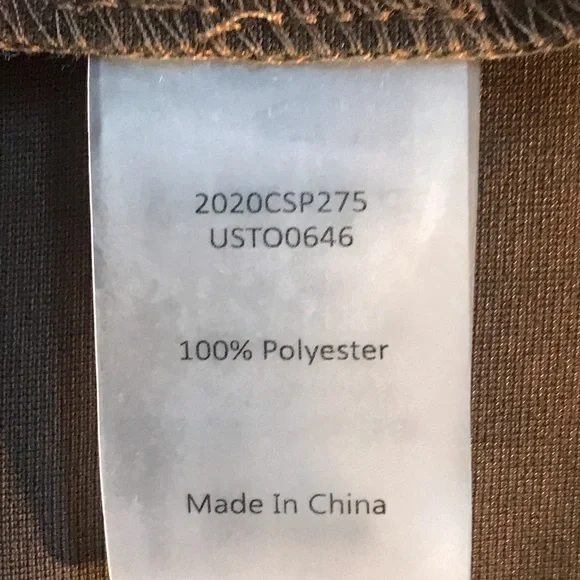 2020CSP275
USTO0646
100% Polyester
Made In China